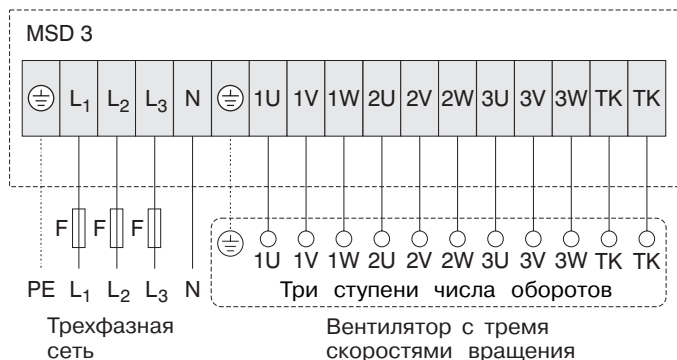 MSD 3
L₁ L₂ L₃ N 1U 1V 1W 2U 2V 2W 3U 3V 3W TK TK
F F F
1U 1V 1W 2U 2V 2W 3U 3V 3W TK TK
PE L₁ L₂ L₃ N
Три ступени числа оборотов
Трехфазная
сеть
Вентилятор с тремя
скоростями вращения